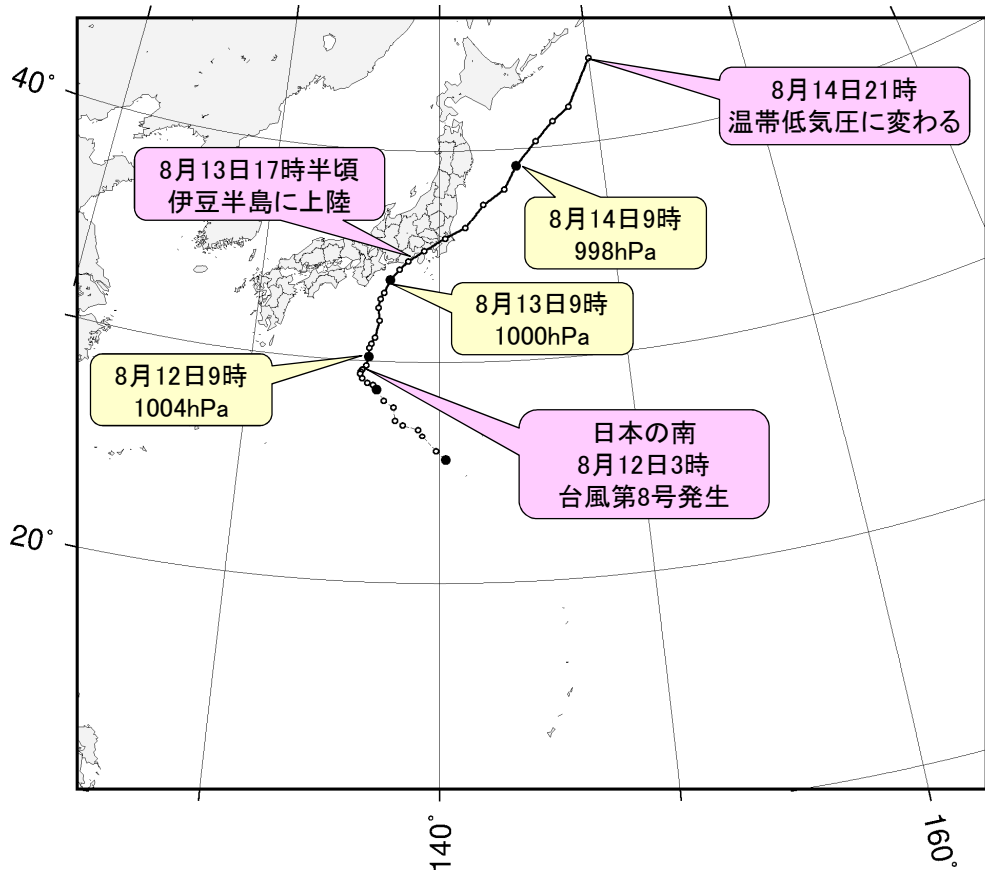 40°
8月14日21時
温帯低気圧に変わる
8月13日17時半頃
伊豆半島に上陸
8月14日9時
998hPa
8月13日9時
1000hPa
8月12日9時
1004hPa
日本の南
8月12日3時
台風第8号発生
20°
140°
160°